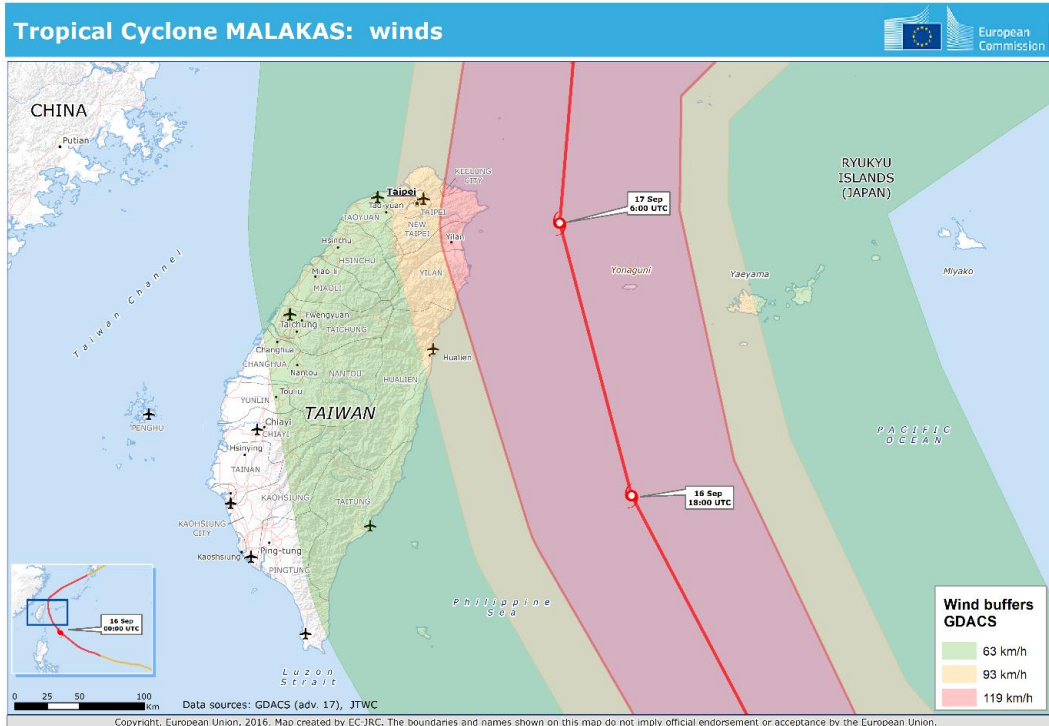 Tropical Cyclone MALAKAS: winds
European
Commission
CHINA
Putian
Taiwan Channel
PENGHU
KEELUNG
CITY
Taipei
Tao-yuan
TAIPEI
TAOYUAN
NEW
TAIPEI
Hsinchu
HSINCHU
Yilan
YILAN
Miao-li
MIAOLI
Fwengyuan
Taichung
TAICHUNG
Changhua
CHANGHUA
Hualien
Nantou
NANTOU
HUALIEN
YUNLIN
Touliu
TAIWAN
Chiayi
CHIAYI
Hsinying
TAINAN
KAOHSIUNG
TAITUNG
KAOHSIUNG
CITY
Kaoshsiung
Ping-tung
PINGTUNG
17 Sep
6:00 UTC
RYUKYU
ISLANDS
(JAPAN)
Yonaguni
Yaeyama
Miyako
PACIFIC
OCEAN
16 Sep
18:00 UTC
Philippine
Sea
Luzon
Strait
16 Sep
00:00 UTC
0 25 50 100
Km
Data sources: GDACS (adv. 17), JTWC
Wind buffers
GDACS
63 km/h
93 km/h
119 km/h
Copyright, European Union, 2016. Map created by EC-JRC. The boundaries and names shown on this map do not imply official endorsement or acceptance by the European Union.